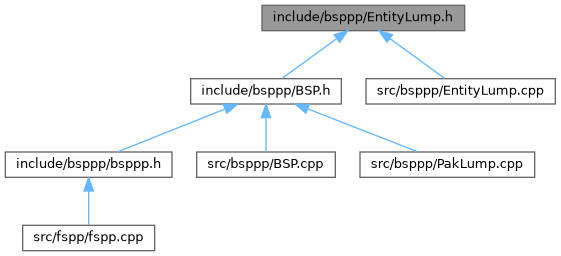 include/bsppp/EntityLump.h
include/bsppp/BSP.h
src/bsppp/EntityLump.cpp
include/bsppp/bsppp.h
src/bsppp/BSP.cpp
src/bsppp/PakLump.cpp
src/fspp/fspp.cpp